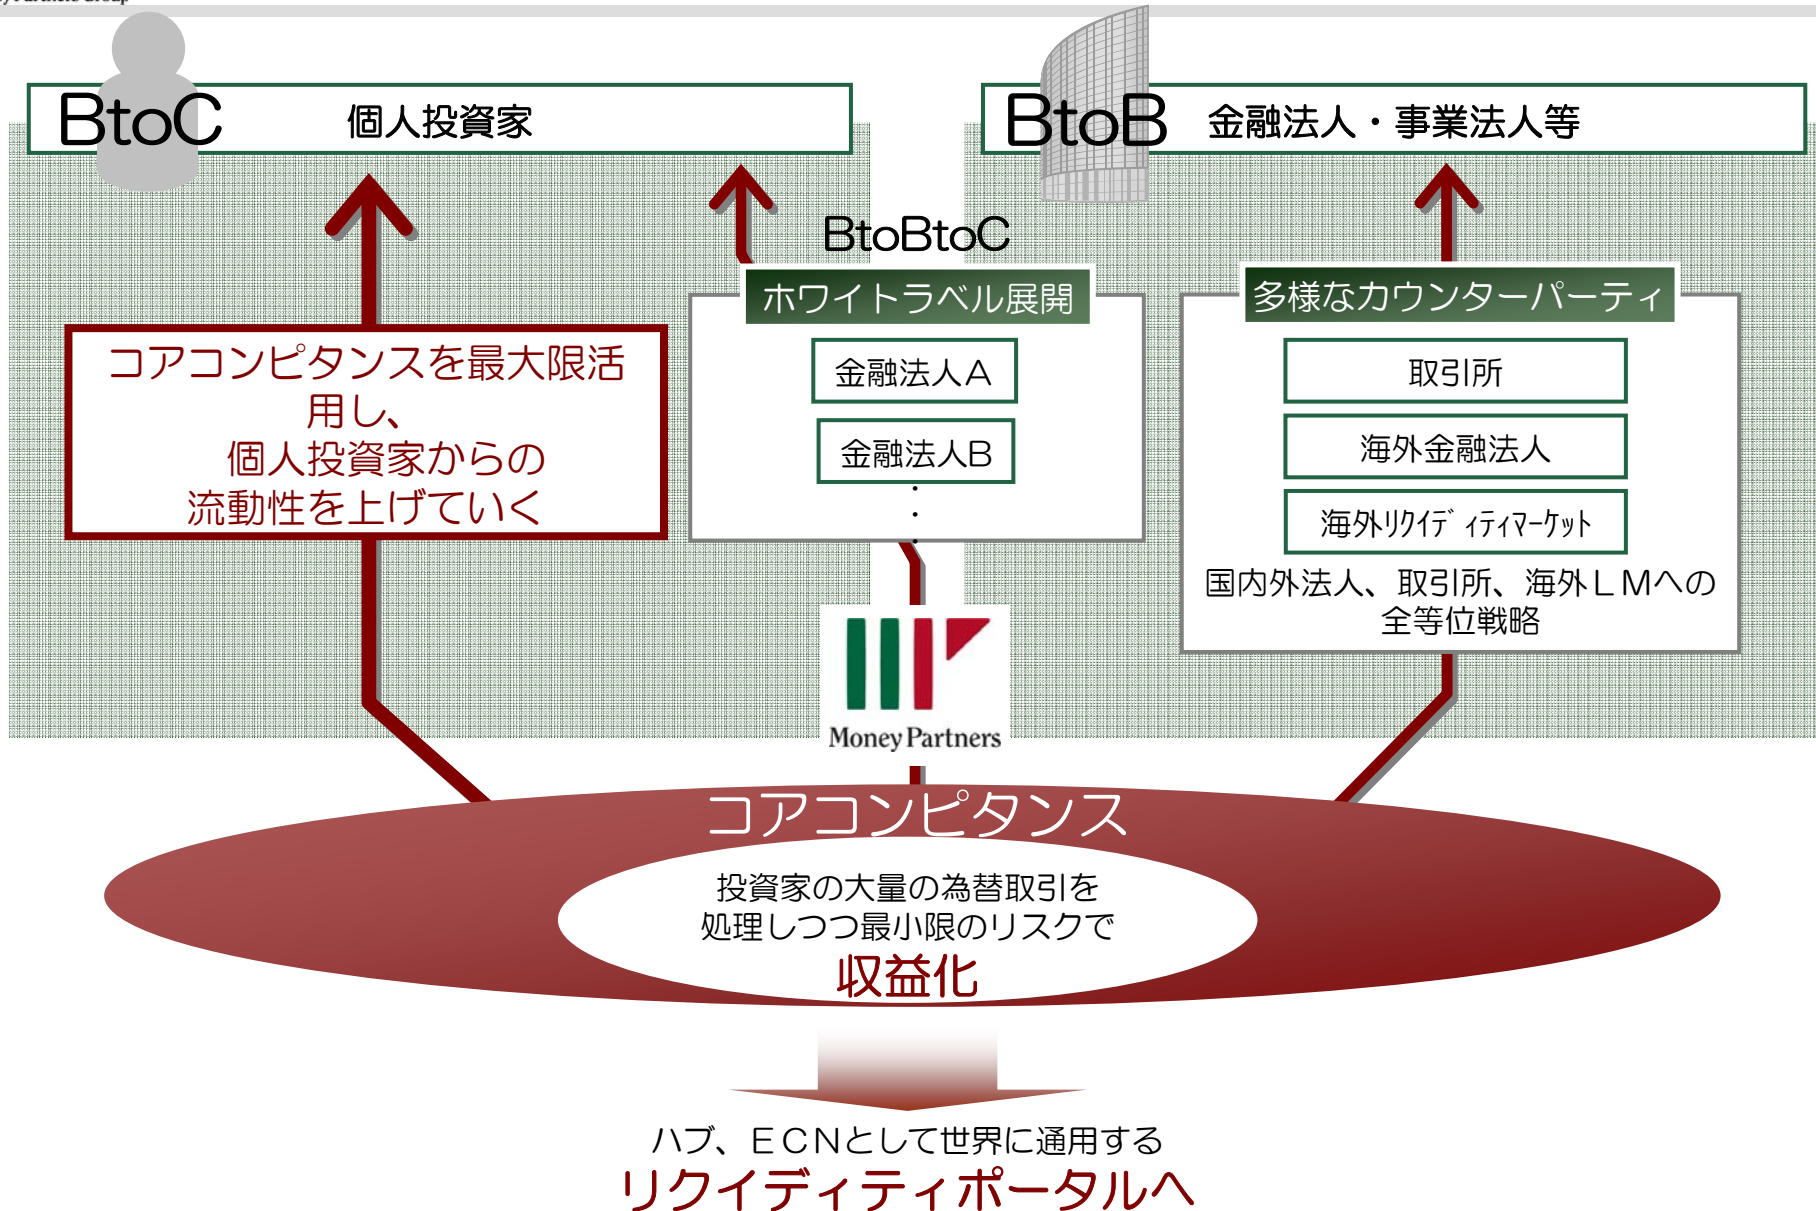 Partners Group
BtoC
個人投資家
BtoB
金融法人・事業法人等
BtoBtoC
ホワイトラベル展開
金融法人A
金融法人B
・
・
・
多様なカウンターパーティ
取引所
海外金融法人
海外ﾘｸｲﾃﾞｨﾃｨﾏｰｹｯﾄ
国内外法人、取引所、海外ＬＭへの
全等位戦略
コアコンピタンスを最大限活
用し、
個人投資家からの
流動性を上げていく
Money Partners
コアコンピタンス
投資家の大量の為替取引を
処理しつつ最小限のリスクで
収益化
ハブ、ＥＣＮとして世界に通用する
リクイディティポータルへ